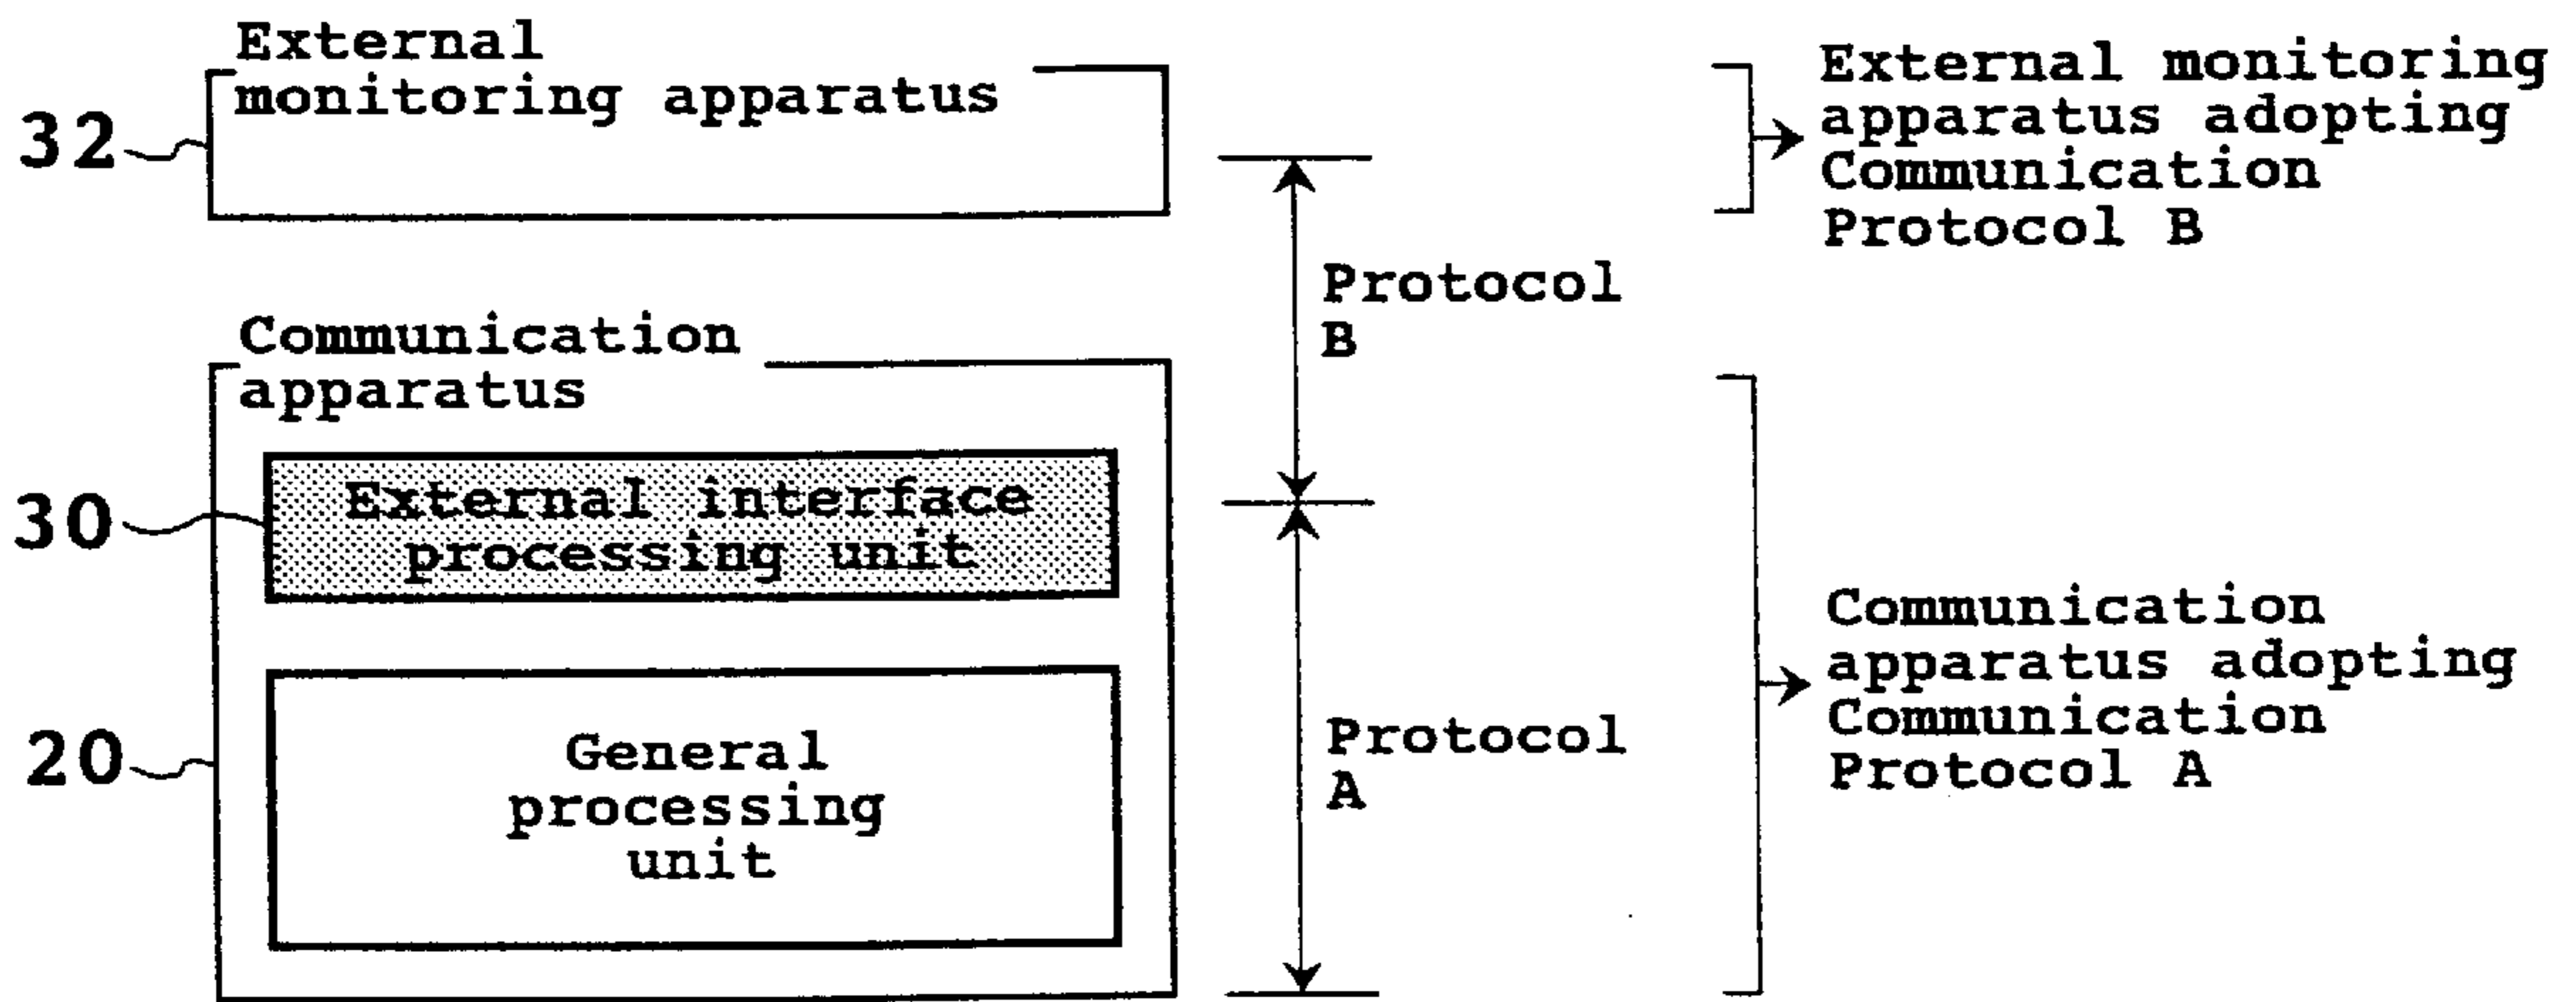 External
monitoring apparatus
32
Communication
apparatus
30
External interface
processing unit
20
General
processing
unit
Protocol
B
Protocol
A
External monitoring
apparatus adopting
Communication
Protocol B
Communication
apparatus adopting
Communication
Protocol A